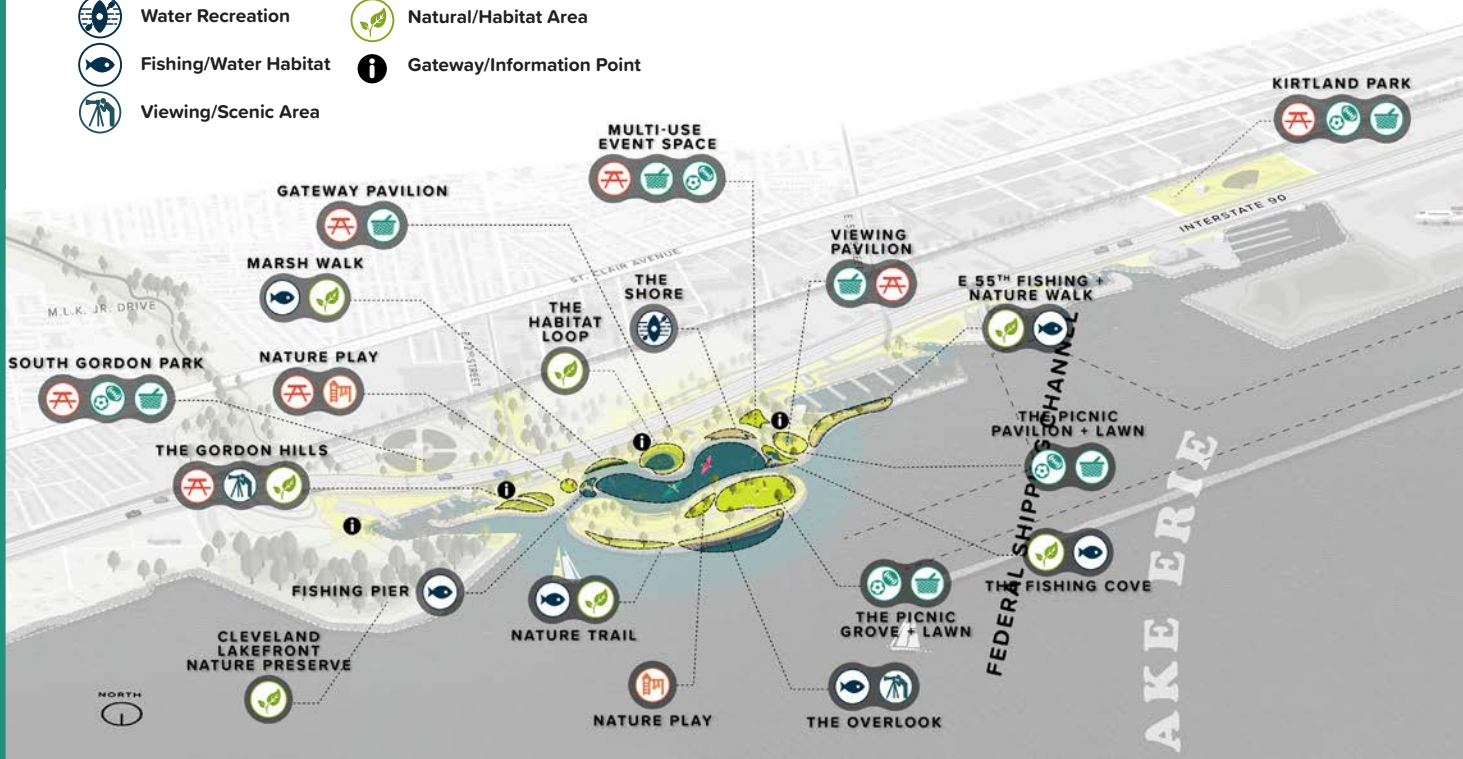 Water Recreation
Natural/Habitat Area
Fishing/Water Habitat
Gateway/Information Point
Viewing/Scenic Area
KIRTLAND PARK
MULTI-USE
EVENT SPACE
GATEWAY PAVILION
INTERSTATE 90
VIEWING
PAVILION
ST. CLAIR AVENUE
MARSH WALK
THE
SHORE
E 55TH FISHING +
NATURE WALK
M.L.K. JR. DRIVE
THE
HABITAT
LOOP
SOUTH GORDON PARK
NATURE PLAY
THE PICNIC
PAVILION + LAWN
THE GORDON HILLS
FEDERAL SHIPPING CHANNEL
AKE ERIE
FISHING PIER
THE FISHING COVE
NATURE TRAIL
THE PICNIC
GROVE + LAWN
CLEVELAND
LAKEFRONT
NATURE PRESERVE
NORTH
NATURE PLAY
THE OVERLOOK